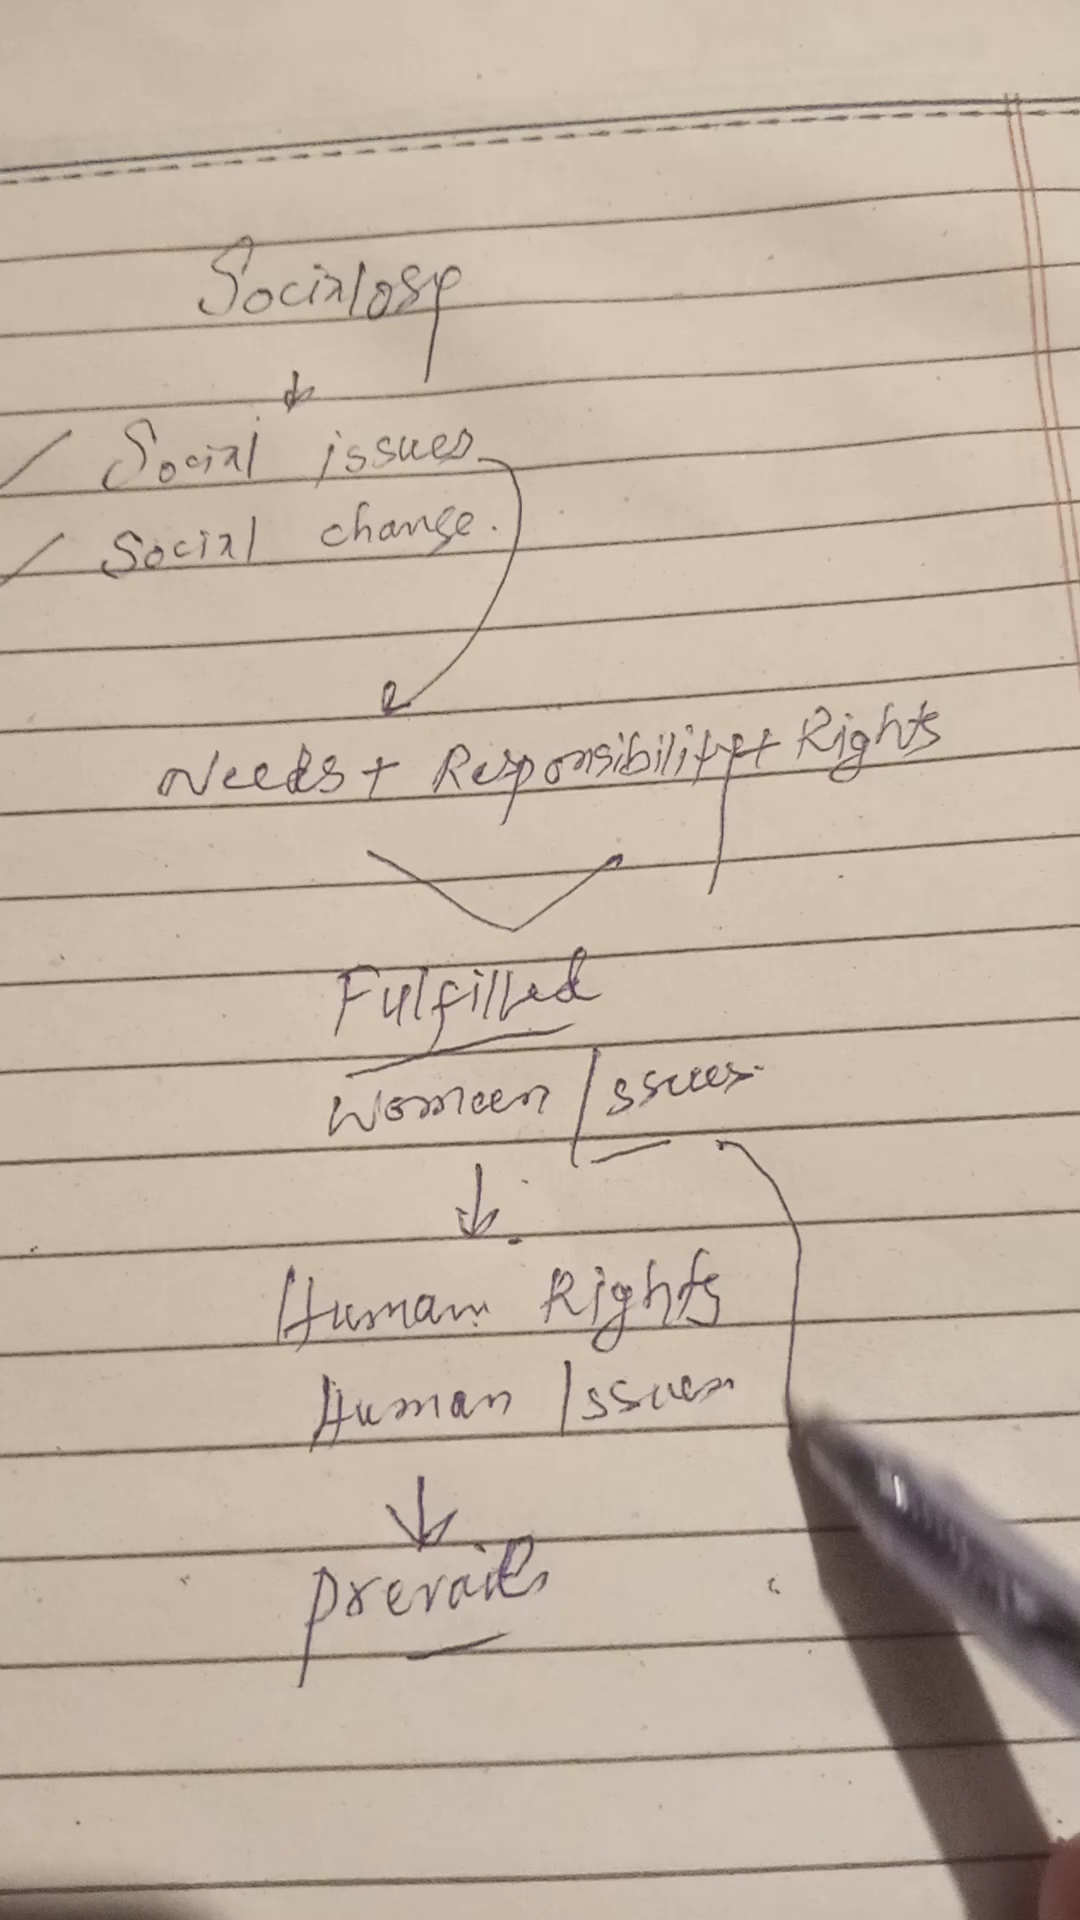 Sociology
Social issues
Social change.
Needs + Responsibility + Rights
Fulfilled
Women Issues
Human Rights
Human Issues
Prevails